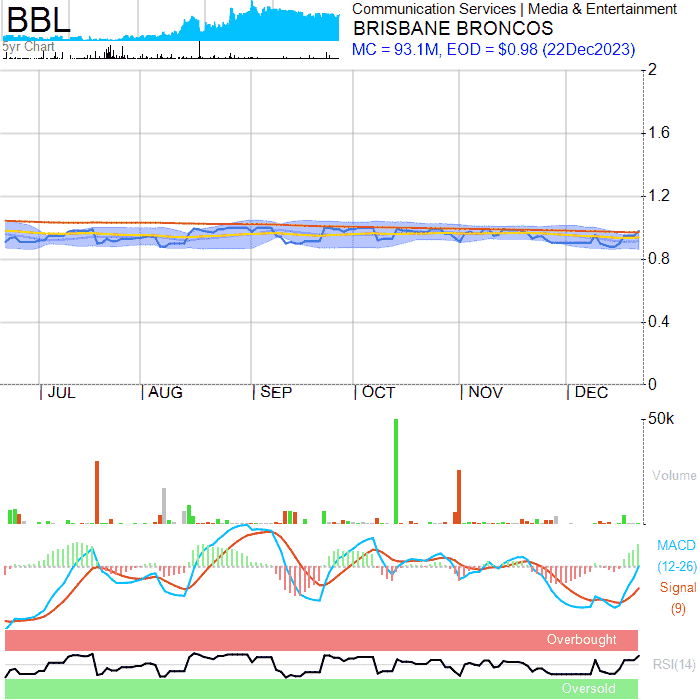 BBL
5yr Chart
Communication Services | Media & Entertainment
BRISBANE BRONCOS
MC = 93.1M, EOD = $0.98 (22Dec2023)
2
1.6
1.2
0.8
0.4
0
JUL AUG SEP OCT NOV DEC
50k
Volume
MACD
(12-26)
Signal
(9)
Overbought
RSI(14)
Oversold